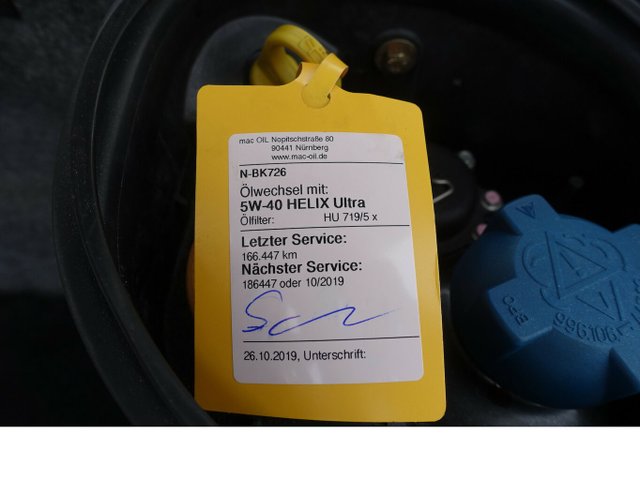 mac OIL Nopitschstraße 80
90441 Nürnberg
www.mac-oil.de
N-BK726
Ölwechsel mit:
5W-40 HELIX Ultra
Ölfilter: HU 719/5 x
Letzter Service:
166.447 km
Nächster Service:
186447 oder 10/2019
26.10.2019, Unterschrift:
996.106